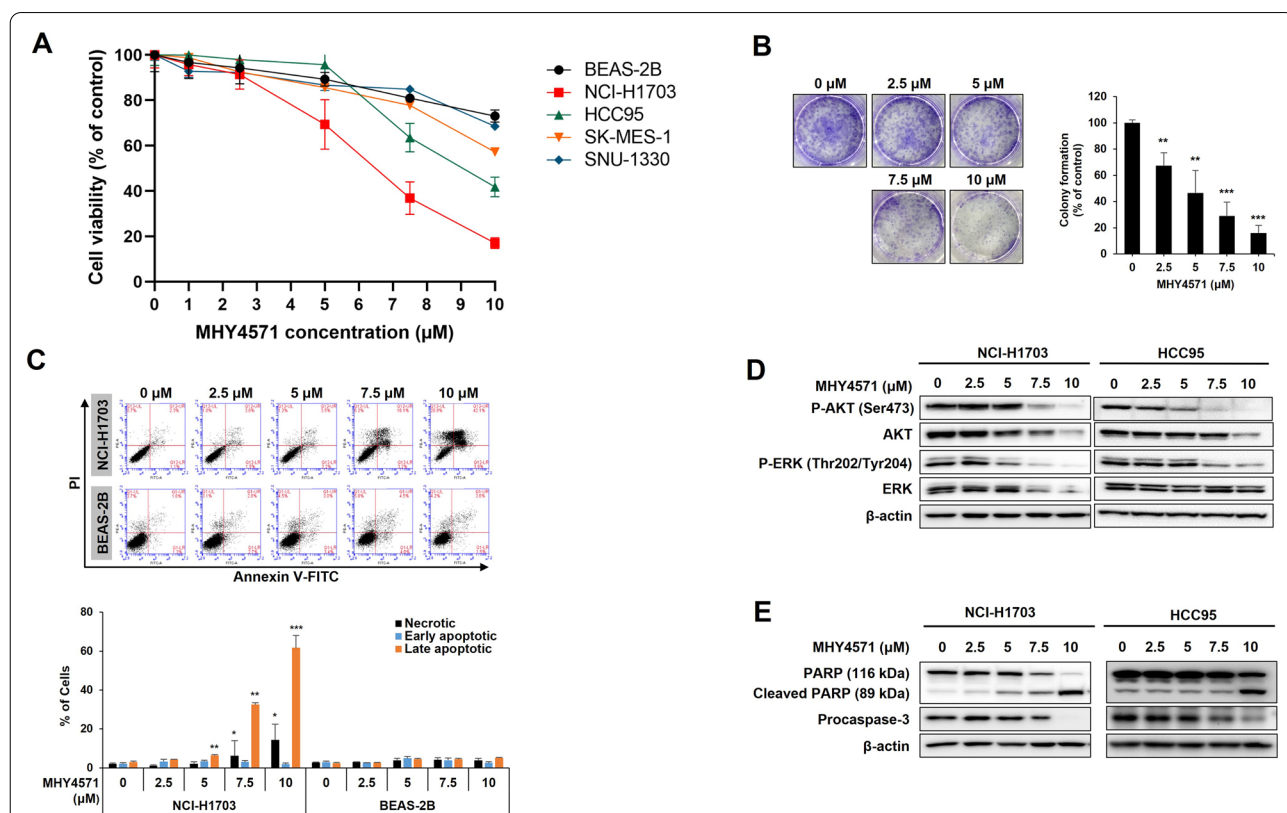 A
100
80
60
40
20
0
Cell viability (% of control)
0 1 2 3 4 5 6 7 8 9 10
MHY4571 concentration (µM)
BEAS-2B
NCI-H1703
HCC95
SK-MES-1
SNU-1330
B
0 µM 2.5 µM 5 µM
7.5 µM 10 µM
Colony formation
(% of control)
120
100
80
60
40
20
0
** ** *** ***
0 2.5 5 7.5 10
MHY4571 (µM)
C
0 µM 2.5 µM 5 µM 7.5 µM 10 µM
NCI-H1703
BEAS-2B
PI
Annexin V-FITC
% of Cells
80
60
40
20
0
Necrotic
Early apoptotic
Late apoptotic
** * ** * ***
MHY4571 0 2.5 5 7.5 10 0 2.5 5 7.5 10
(µM)
NCI-H1703 BEAS-2B
D
NCI-H1703 HCC95
MHY4571 (µM) 0 2.5 5 7.5 10 0 2.5 5 7.5 10
P-AKT (Ser473)
AKT
P-ERK (Thr202/Tyr204)
ERK
β-actin
E
NCI-H1703 HCC95
MHY4571 (µM) 0 2.5 5 7.5 10 0 2.5 5 7.5 10
PARP (116 kDa)
Cleaved PARP (89 kDa)
Procaspase-3
β-actin